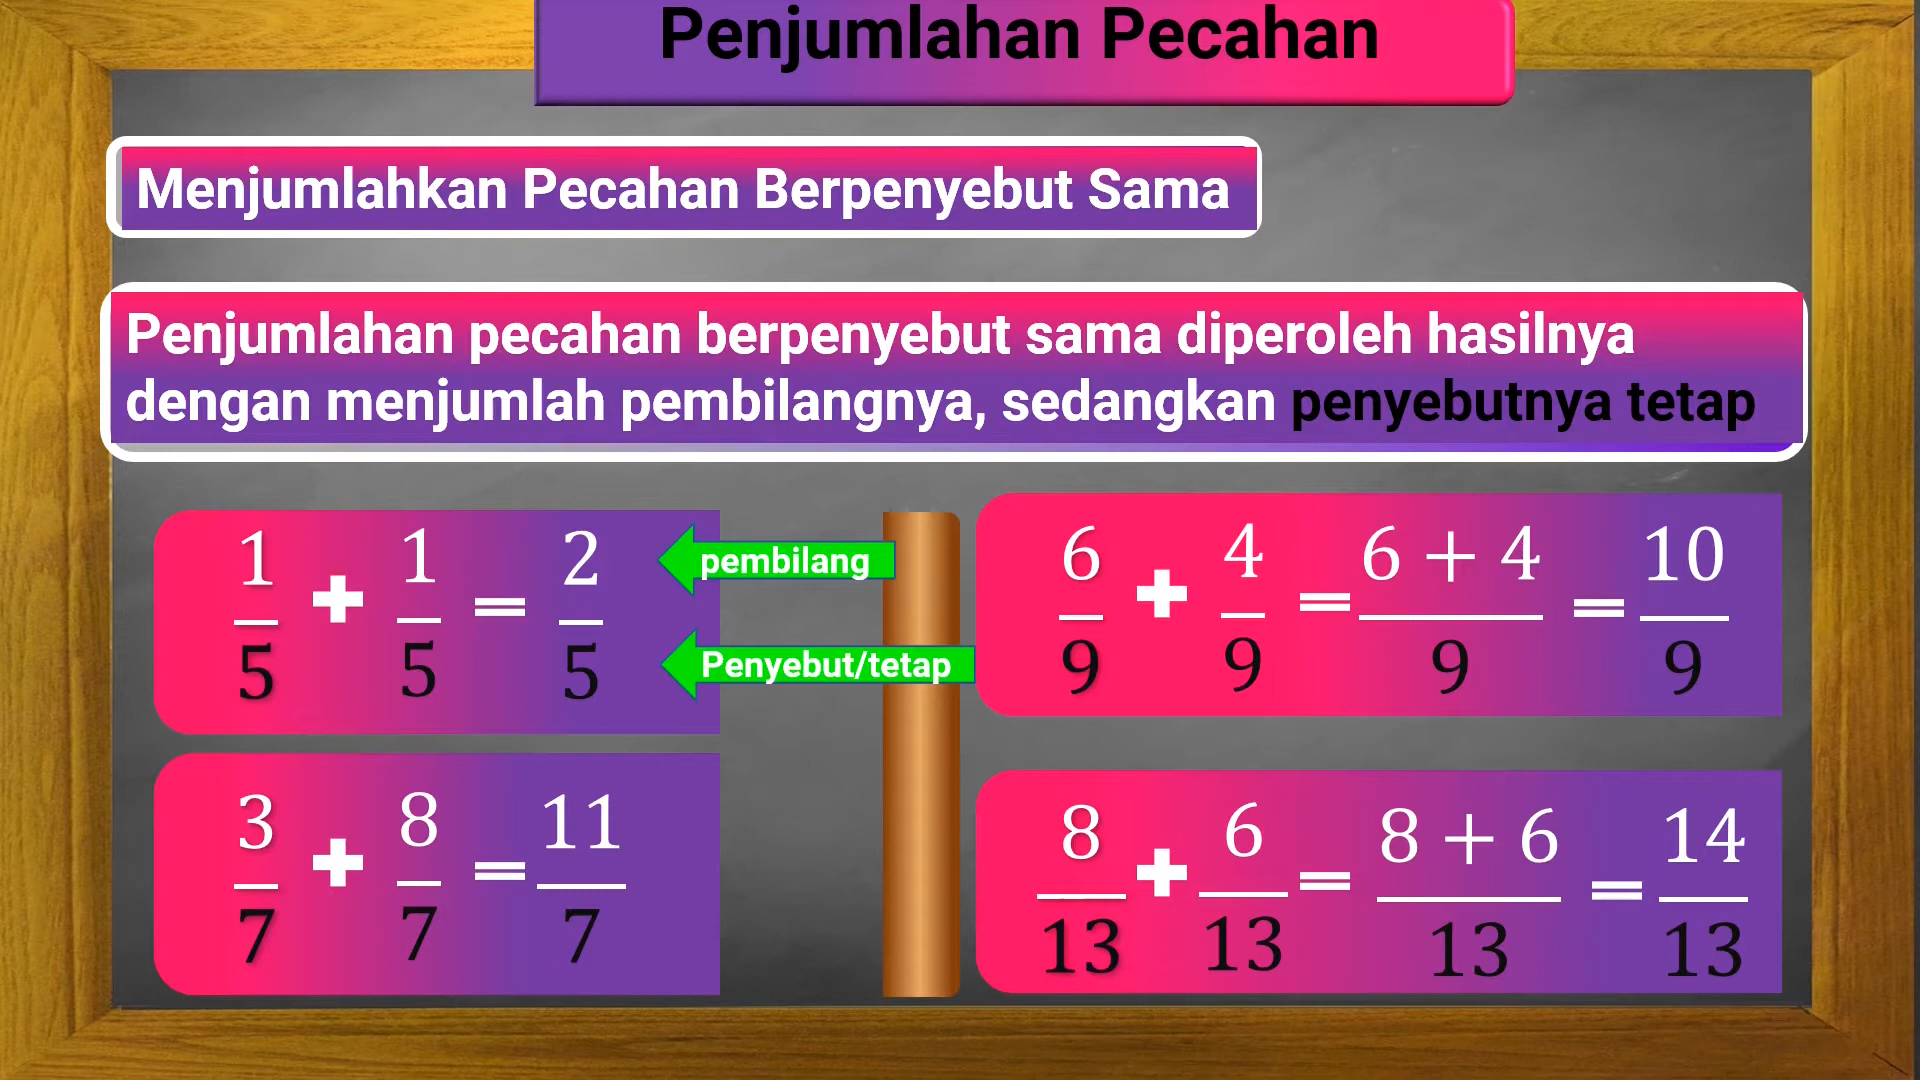 Penjumlahan Pecahan
Menjumlahkan Pecahan Berpenyebut Sama
Penjumlahan pecahan berpenyebut sama diperoleh hasilnya
dengan menjumlah pembilangnya, sedangkan penyebutnya tetap
1/5 + 1/5 = 2/5
pembilang
Penyebut/tetap
3/7 + 8/7 = 11/7
6/9 + 4/9 = 6 + 4/9 = 10/9
8/13 + 6/13 = 8 + 6/13 = 14/13